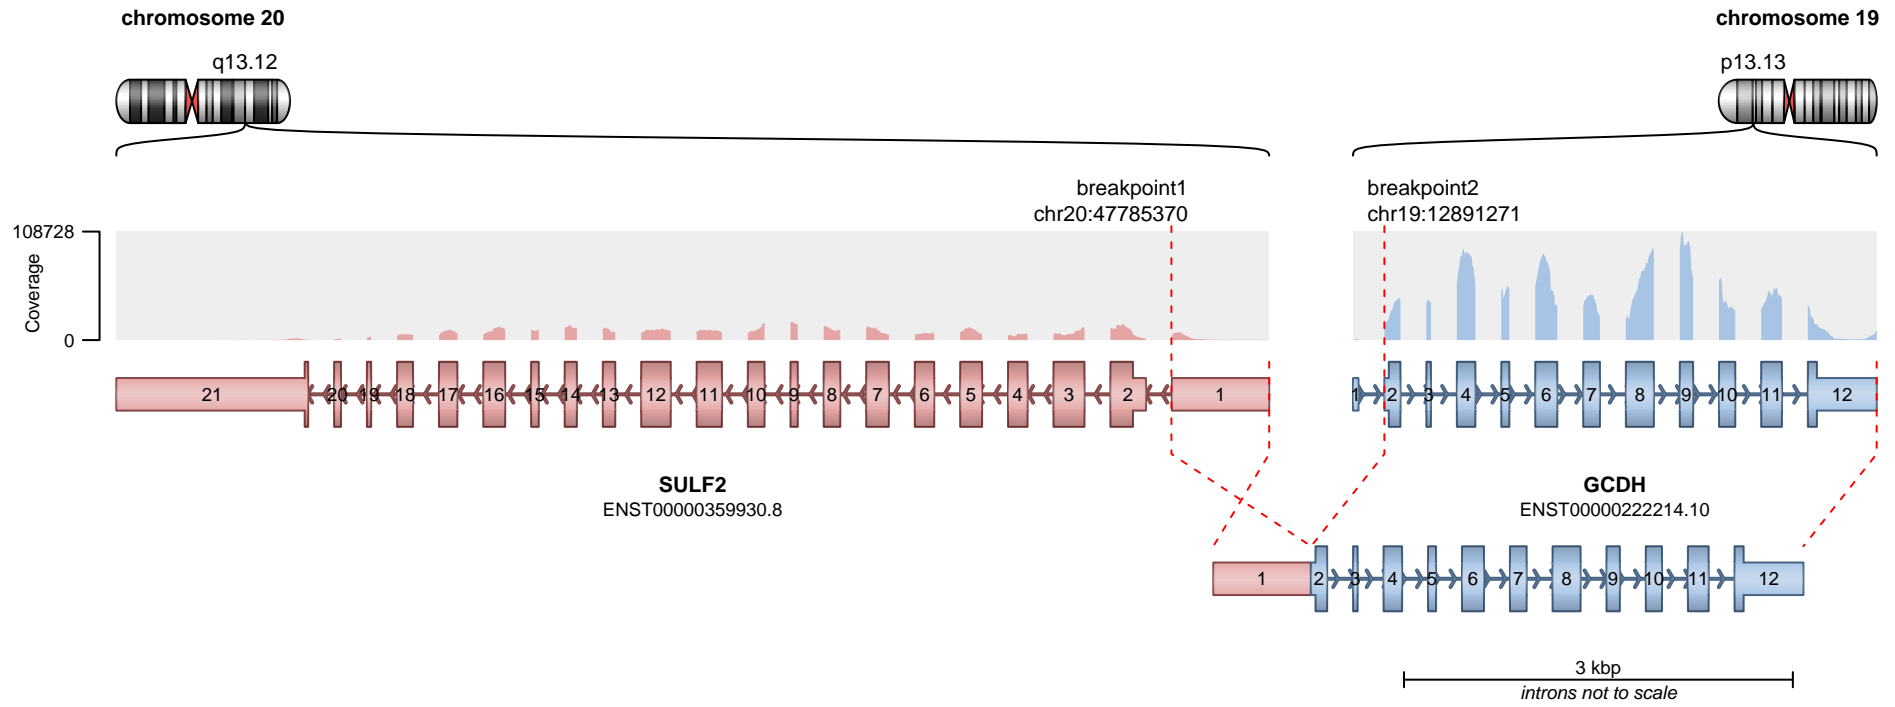 chromosome 20
chromosome 19
q13.12
p13.13
breakpoint1
chr20:47785370
breakpoint2
chr19:12891271
108728
Coverage
0
21 20 19 18 17 16 15 14 13 12 11 10 9 8 7 6 5 4 3 2 1
1 2 3 4 5 6 7 8 9 10 11 12
SULF2
ENST00000359930.8
GCDH
ENST00000222214.10
1 2 3 4 5 6 7 8 9 10 11 12
3 kbp
introns not to scale